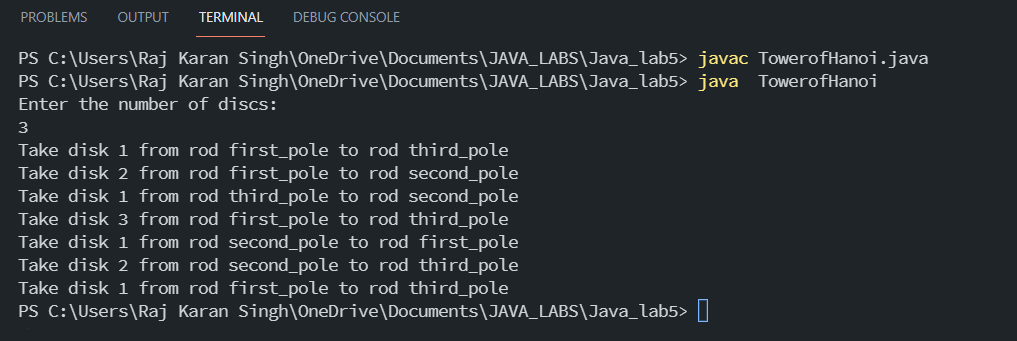 PROBLEMS OUTPUT TERMINAL DEBUG CONSOLE
PS C:\Users\Raj Karan Singh\OneDrive\Documents\JAVA_LABS\Java_lab5> javac TowerofHanoi.java
PS C:\Users\Raj Karan Singh\OneDrive\Documents\JAVA_LABS\Java_lab5> java  TowerofHanoi
Enter the number of discs:
3
Take disk 1 from rod first_pole to rod third_pole
Take disk 2 from rod first_pole to rod second_pole
Take disk 1 from rod third_pole to rod second_pole
Take disk 3 from rod first_pole to rod third_pole
Take disk 1 from rod second_pole to rod first_pole
Take disk 2 from rod second_pole to rod third_pole
Take disk 1 from rod first_pole to rod third_pole
PS C:\Users\Raj Karan Singh\OneDrive\Documents\JAVA_LABS\Java_lab5>